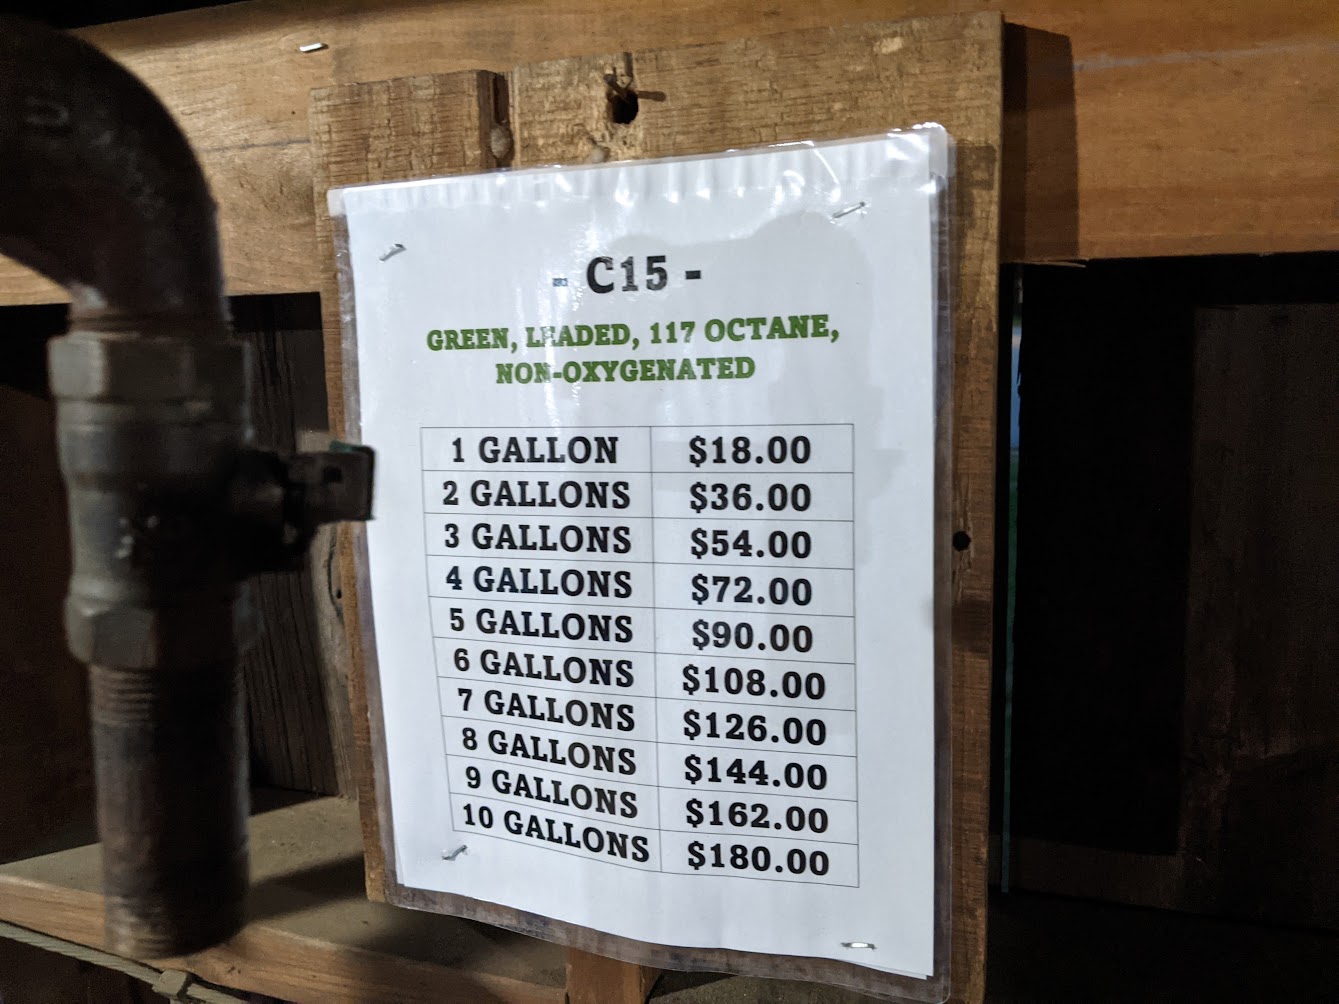 - C15 -
GREEN, LEADED, 117 OCTANE,
NON-OXYGENATED
1 GALLON $18.00
2 GALLONS $36.00
3 GALLONS $54.00
4 GALLONS $72.00
5 GALLONS $90.00
6 GALLONS $108.00
7 GALLONS $126.00
8 GALLONS $144.00
9 GALLONS $162.00
10 GALLONS $180.00